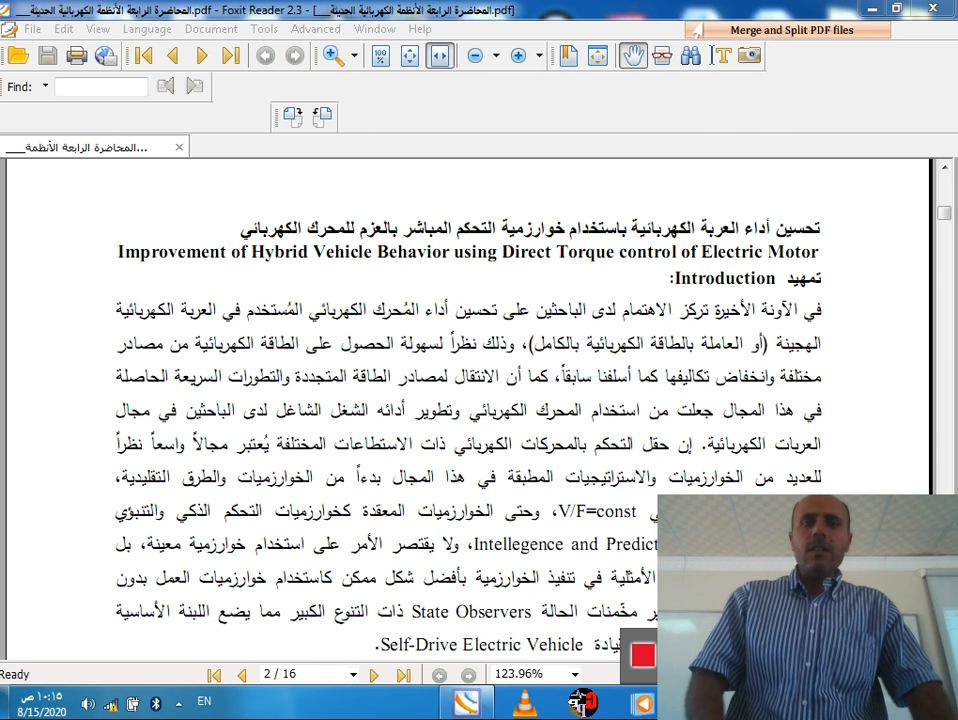 المحاضرة الرابعة الأنظمة الكهربائية الحديثة__.pdf - Foxit Reader 2.3 - [__المحاضرة الرابعة الأنظمة الكهربائية الحديثة.pdf]
File Edit View Language Document Tools Advanced Window Help
Merge and Split PDF files
Find:
المحاضرة الرابعة الأنظمة...
تحسين أداء العربة الكهربائية باستخدام خوارزمية التحكم المباشر بالعزم للمحرك الكهربائي
Improvement of Hybrid Vehicle Behavior using Direct Torque control of Electric Motor
تمهيد Introduction:
في الآونة الأخيرة تركز الاهتمام لدى الباحثين على تحسين أداء المُحرك الكهربائي المُستخدم في العربة الكهربائية
الهجينة (أو العاملة بالطاقة الكهربائية بالكامل)، وذلك نظراً لسهولة الحصول على الطاقة الكهربائية من مصادر
مختلفة وانخفاض تكاليفها كما أسلفنا سابقاً، كما أن الانتقال لمصادر الطاقة المتجددة والتطورات السريعة الحاصلة
في هذا المجال جعلت من استخدام المحرك الكهربائي وتطوير أدائه الشغل الشاغل لدى الباحثين في مجال
العربات الكهربائية. إن حقل التحكم بالمحركات الكهربائي ذات الاستطاعات المختلفة يُعتبر مجالاً واسعاً نظراً
للعديد من الخوارزميات والاستراتيجيات المطبقة في هذا المجال بدءاً من الخوارزميات والطرق التقليدية،
V/F=const، وحتى الخوارزميات المعقدة كخوارزميات التحكم الذكي والتنبؤي
Intellegence and Predict، ولا يقتصر الأمر على استخدام خوارزمية معينة، بل
الأمثلية في تنفيذ الخوارزمية بأفضل شكل ممكن كاستخدام خوارزميات العمل بدون
مخّمنات الحالة State Observers ذات التنوع الكبير مما يضع اللبنة الأساسية
Self-Drive Electric Vehicle.
Ready
2 / 16
123.96%
EN
١٠:١٥ ص
8/15/2020